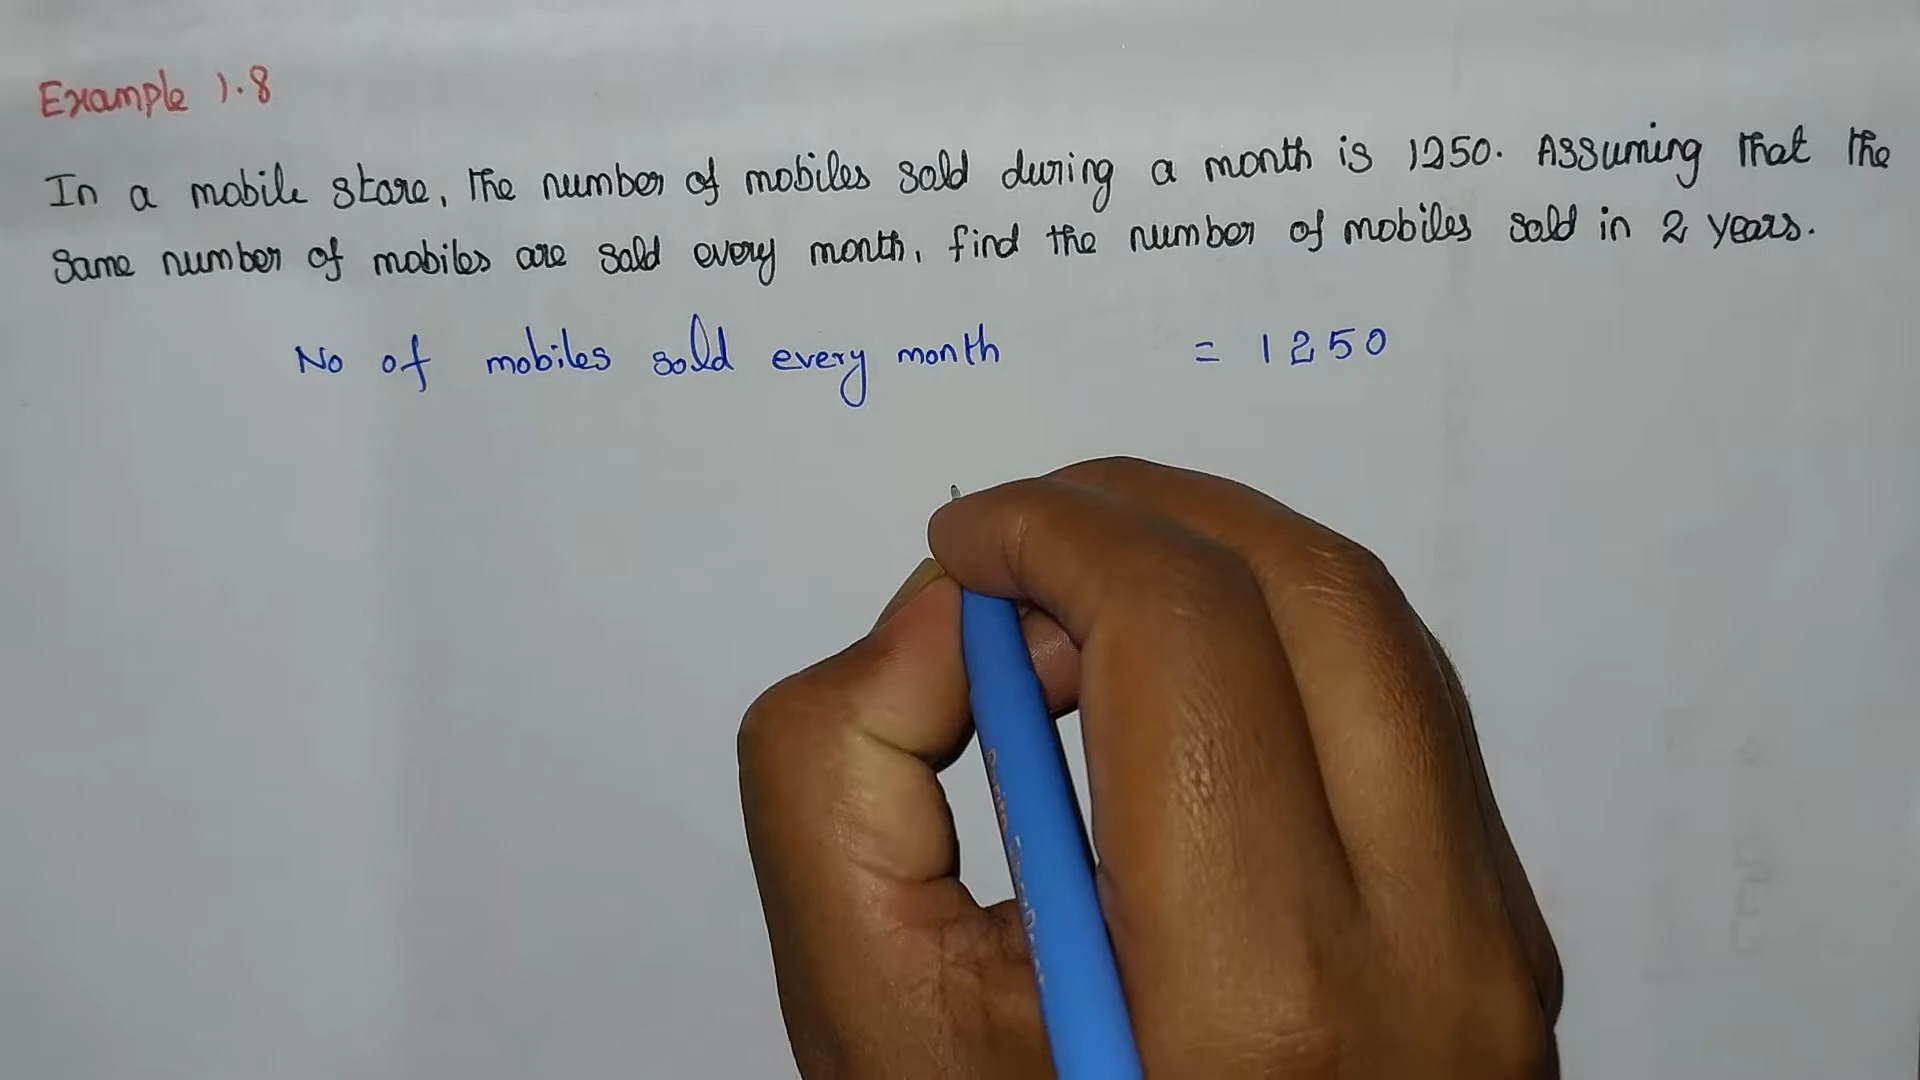 Example 1.8
In a mobile store, the number of mobiles sold during a month is 1250. Assuming that the
same number of mobiles are sold every month, find the number of mobiles sold in 2 years.
No of mobiles sold every month = 1250